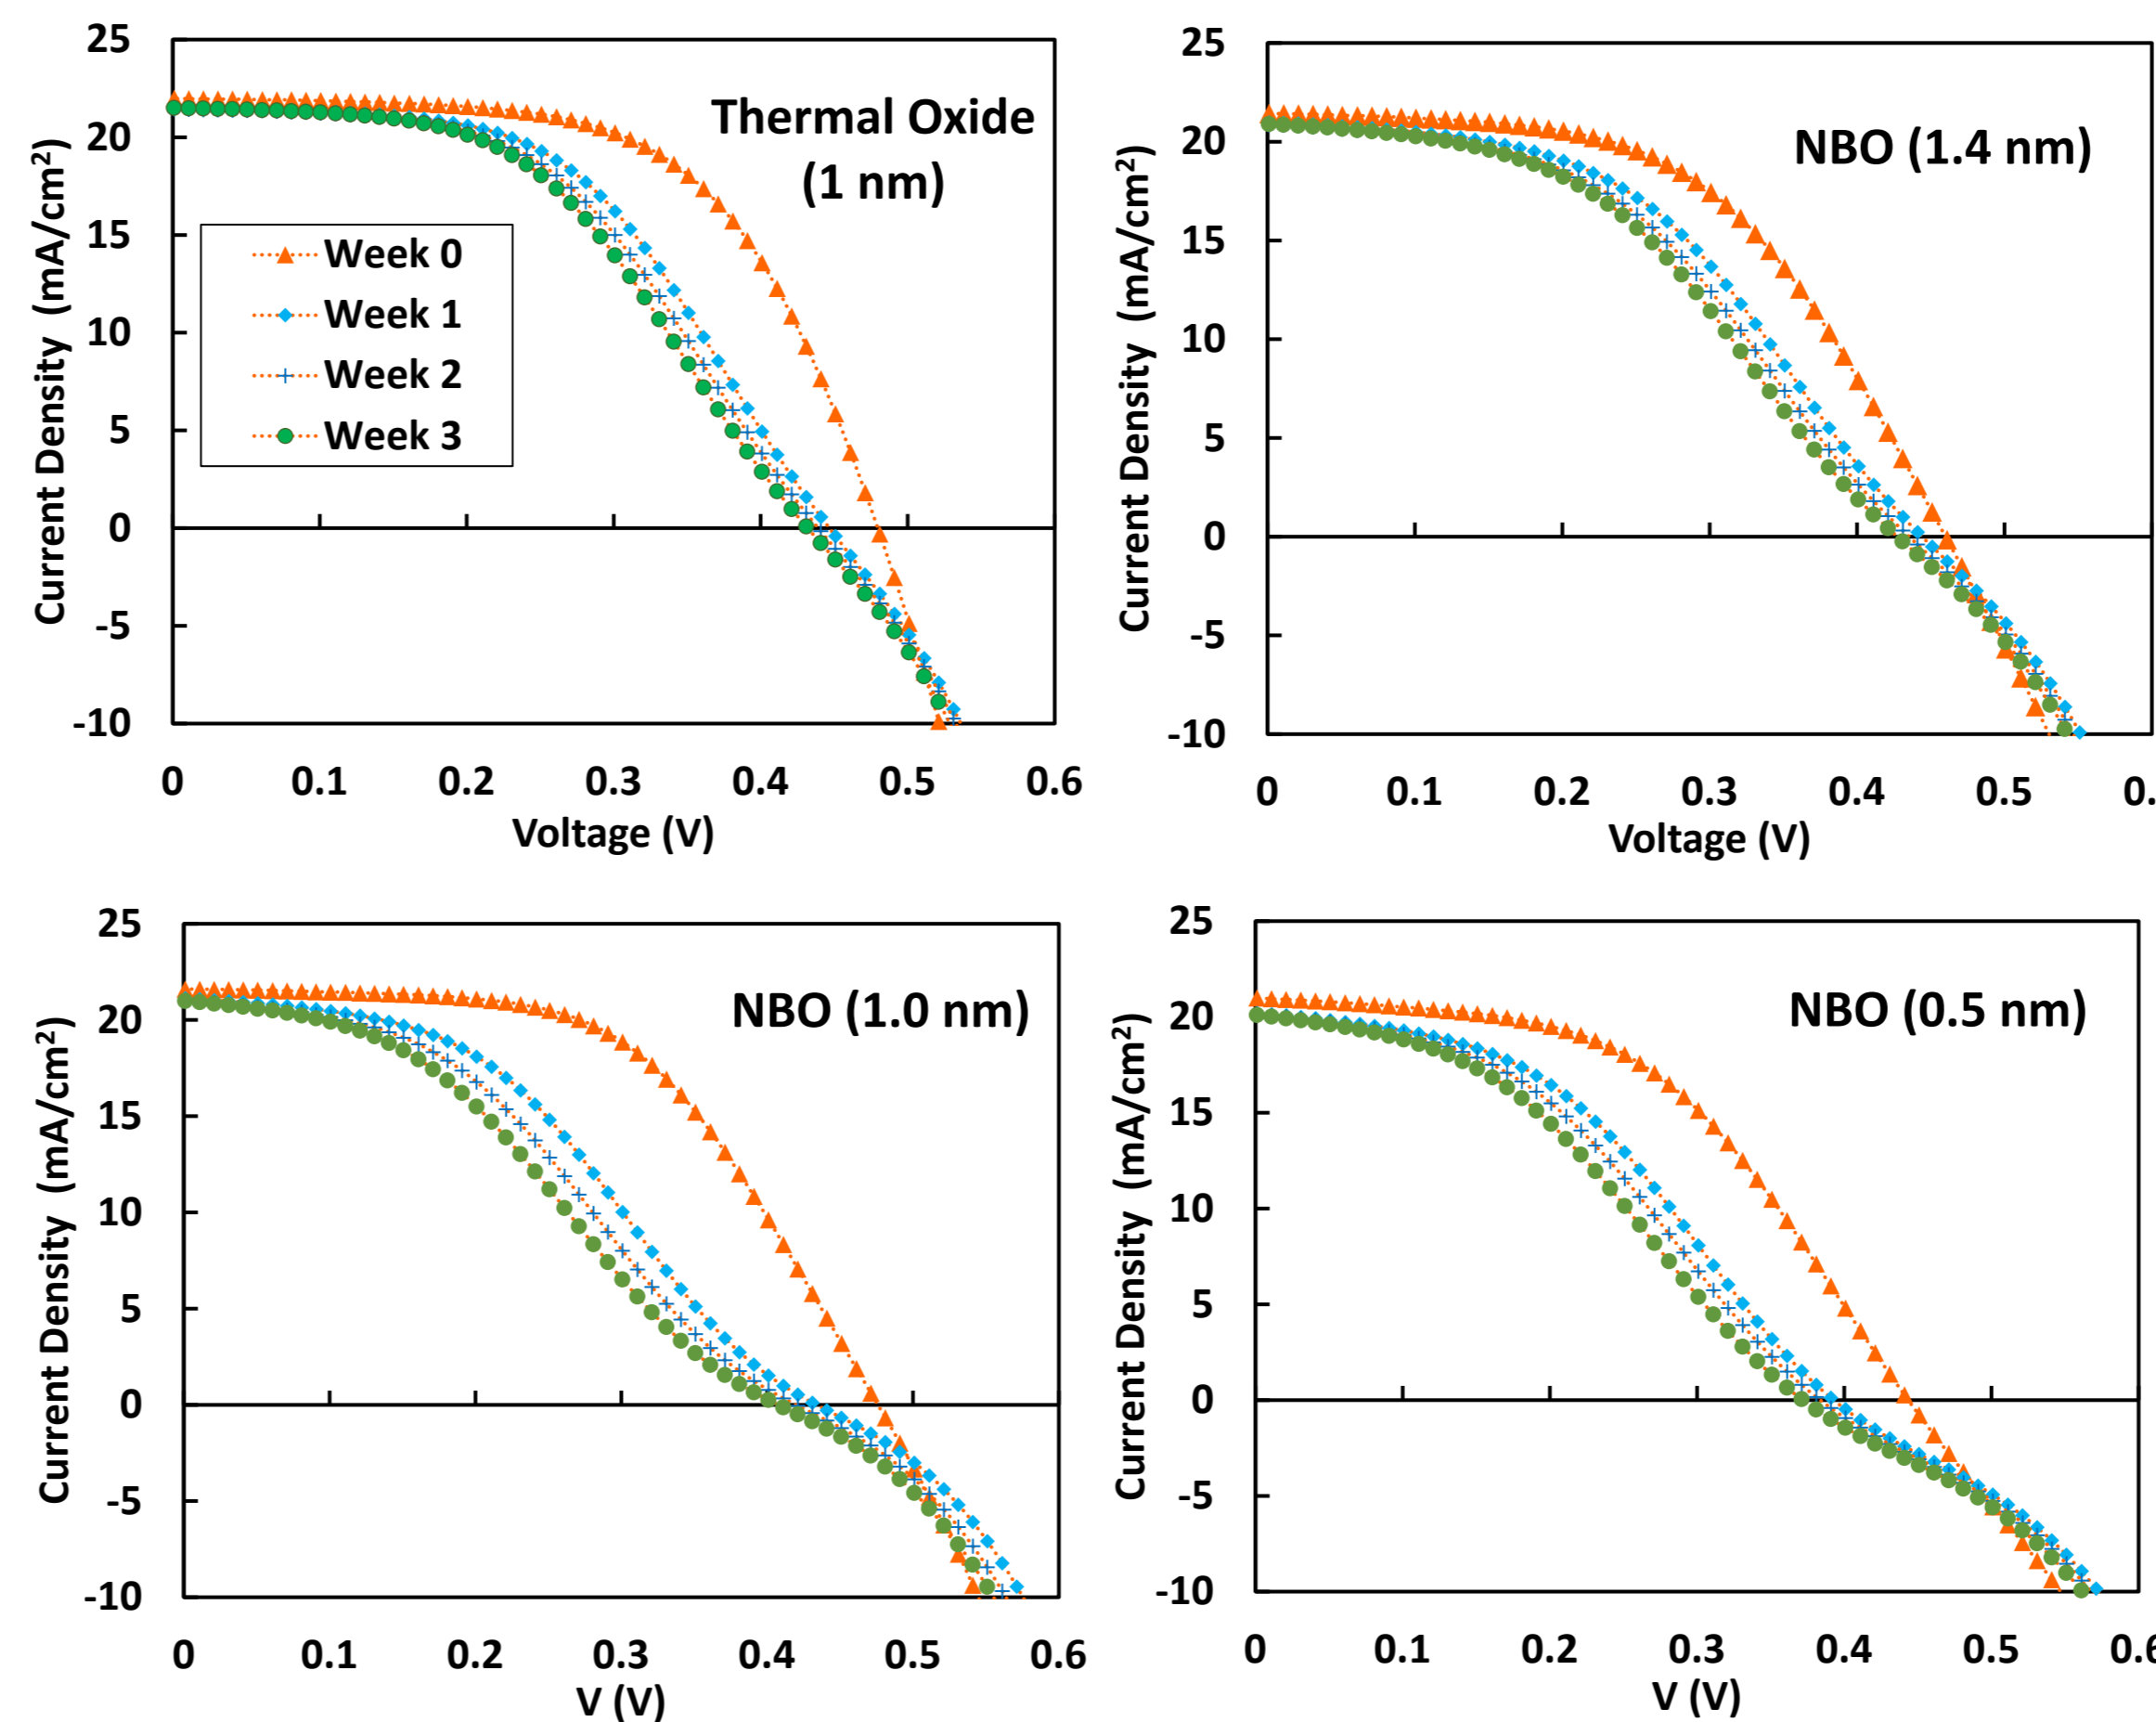 25
20
15
10
5
0
-5
-10
Current Density (mA/cm²)
Thermal Oxide
(1 nm)
Week 0
Week 1
Week 2
Week 3
0 0.1 0.2 0.3 0.4 0.5 0.6
Voltage (V)
25
20
15
10
5
0
-5
-10
Current Density (mA/cm²)
NBO (1.4 nm)
0 0.1 0.2 0.3 0.4 0.5 0.
Voltage (V)
25
20
15
10
5
0
-5
-10
Current Density (mA/cm²)
NBO (1.0 nm)
0 0.1 0.2 0.3 0.4 0.5 0.6
V (V)
25
20
15
10
5
0
-5
-10
Current Density (mA/cm²)
NBO (0.5 nm)
0 0.1 0.2 0.3 0.4 0.5 0.6
V (V)